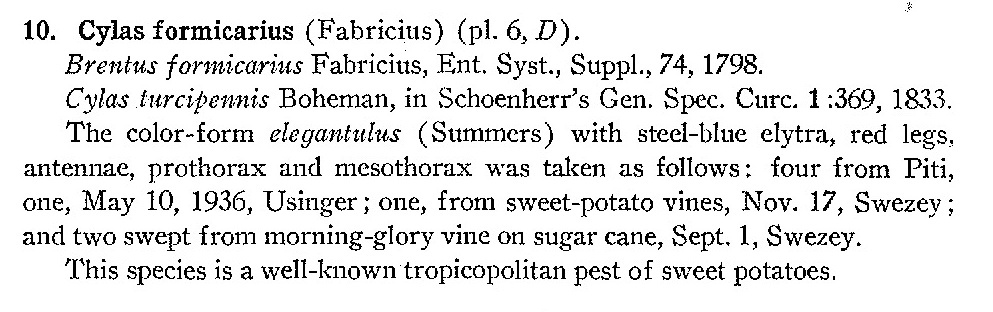 10. Cylas formicarius (Fabricius) (pl. 6, D).
Brentus formicarius Fabricius, Ent. Syst., Suppl., 74, 1798.
Cylas turcipennis Boheman, in Schoenherr's Gen. Spec. Curc. 1:369, 1833.
The color-form elegantulus (Summers) with steel-blue elytra, red legs,
antennae, prothorax and mesothorax was taken as follows: four from Piti,
one, May 10, 1936, Usinger; one, from sweet-potato vines, Nov. 17, Swezey;
and two swept from morning-glory vine on sugar cane, Sept. 1, Swezey.
This species is a well-known tropicopolitan pest of sweet potatoes.